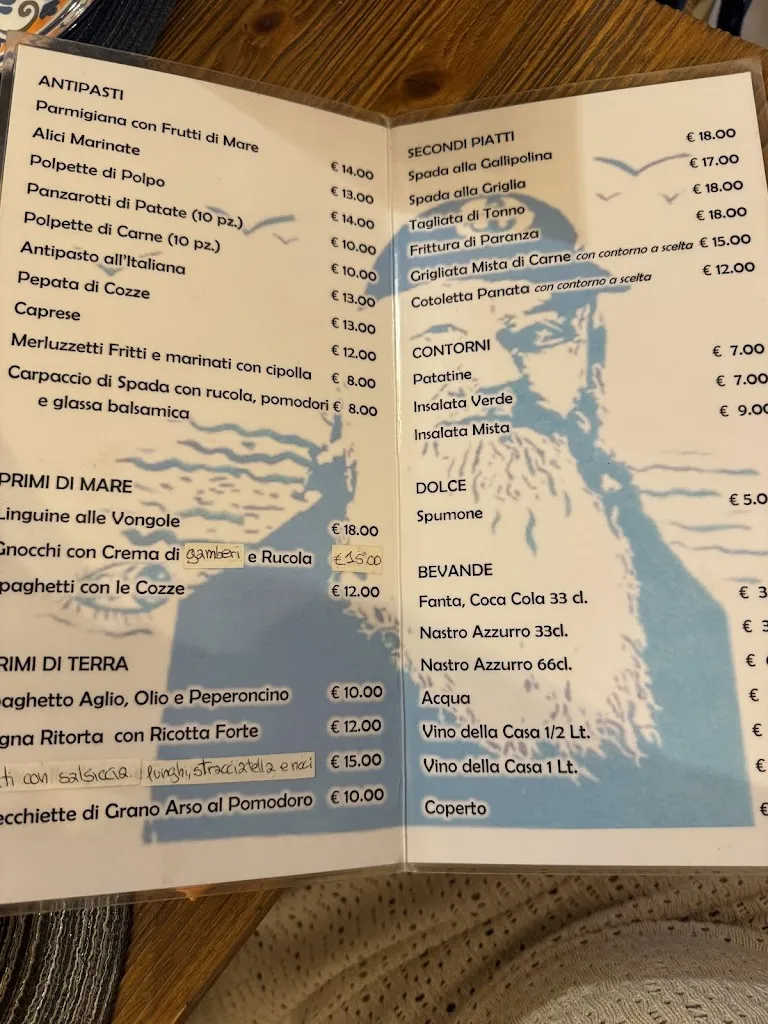 ANTIPASTI
Parmigiana con Frutti di Mare € 14.00
Alici Marinate € 13.00
Polpette di Polpo € 14.00
Panzarotti di Patate (10 pz.) € 10.00
Polpette di Carne (10 pz.) € 10.00
Antipasto all'Italiana € 13.00
Pepata di Cozze € 13.00
Caprese € 12.00
Merluzzetti Fritti e marinati con cipolla € 8.00
Carpaccio di Spada con rucola, pomodori € 8.00
e glassa balsamica
PRIMI DI MARE
Linguine alle Vongole € 18.00
Gnocchi con Crema di gamberi e Rucola € 15.00
paghetti con le Cozze € 12.00
RIMI DI TERRA
aghetto Aglio, Olio e Peperoncino € 10.00
gna Ritorta con Ricotta Forte € 12.00
ti con salsiccia, funghi, stracciatella e noci € 15.00
ecchiette di Grano Arso al Pomodoro € 10.00
SECONDI PIATTI
Spada alla Gallipolina € 18.00
Spada alla Griglia € 17.00
Tagliata di Tonno € 18.00
Frittura di Paranza € 18.00
Grigliata Mista di Carne con contorno a scelta € 15.00
Cotoletta Panata con contorno a scelta € 12.00
CONTORNI
Patatine € 7.00
Insalata Verde € 7.00
Insalata Mista € 9.00
DOLCE
Spumone € 5.0
BEVANDE
Fanta, Coca Cola 33 cl. € 3
Nastro Azzurro 33cl. € 3
Nastro Azzurro 66cl. €
Acqua €
Vino della Casa 1/2 Lt. €
Vino della Casa 1 Lt. €
Coperto €